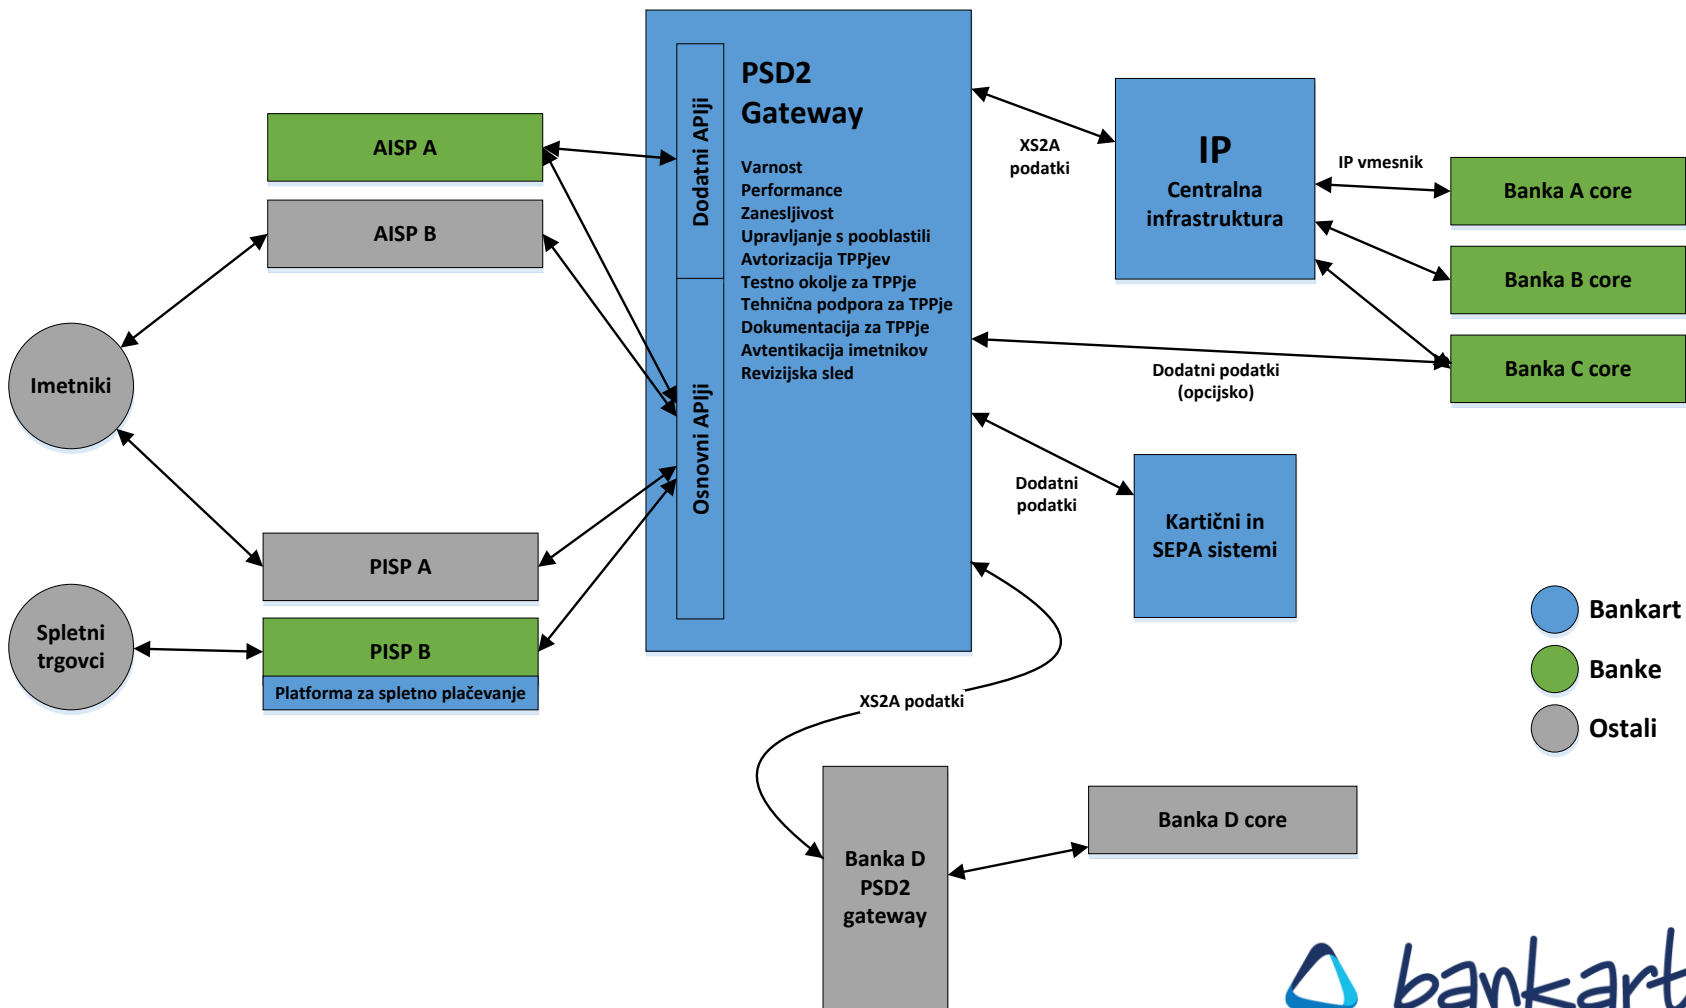 PSD2
Gateway
Dodatni APIji
Osnovni APIji
Varnost
Performance
Zanesljivost
Upravljanje s pooblastili
Avtorizacija TPPjev
Testno okolje za TPPje
Tehnična podpora za TPPje
Dokumentacija za TPPje
Avtentikacija imetnikov
Revizijska sled
AISP A
AISP B
Imetniki
PISP A
Spletni
trgovci
PISP B
Platforma za spletno plačevanje
XS2A
podatki
IP
Centralna
infrastruktura
IP vmesnik
Banka A core
Banka B core
Banka C core
Dodatni podatki
(opcijsko)
Dodatni
podatki
Kartični in
SEPA sistemi
XS2A podatki
Banka D
PSD2
gateway
Banka D core
Bankart
Banke
Ostali
bankart